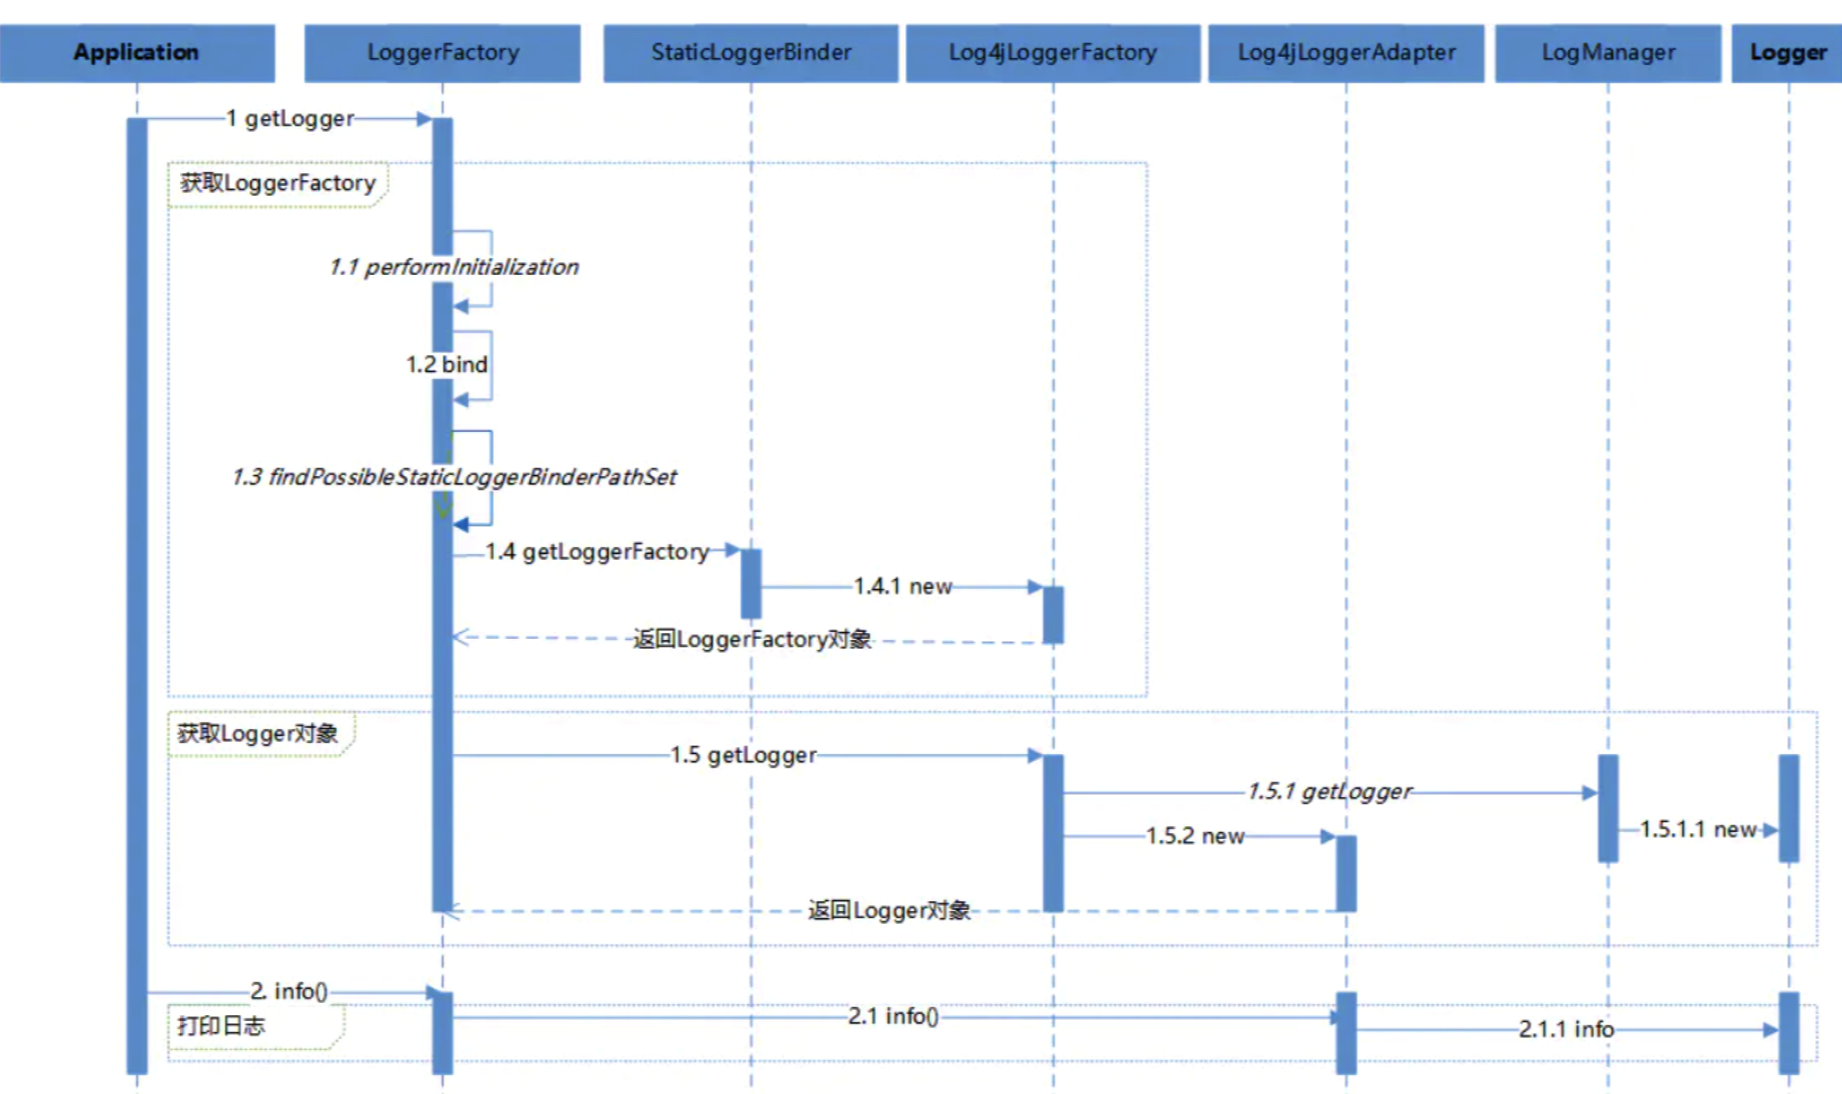 Application
LoggerFactory
StaticLoggerBinder
Log4jLoggerFactory
Log4jLoggerAdapter
LogManager
Logger
1 getLogger
获取LoggerFactory
1.1 performInitialization
1.2 bind
1.3 findPossibleStaticLoggerBinderPathSet
1.4 getLoggerFactory
1.4.1 new
返回LoggerFactory对象
获取Logger对象
1.5 getLogger
1.5.1 getLogger
1.5.1.1 new
1.5.2 new
返回Logger对象
2. info()
打印日志
2.1 info()
2.1.1 info